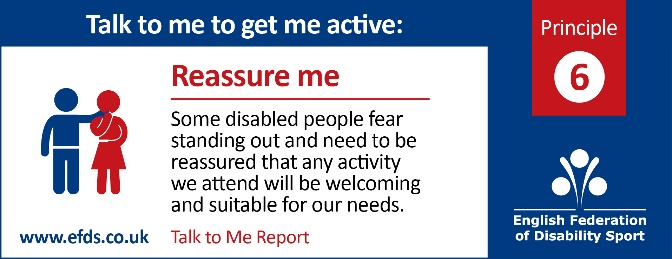 Talk to me to get me active:
Principle
6
Reassure me
Some disabled people fear
standing out and need to be
reassured that any activity
we attend will be welcoming
and suitable for our needs.
www.efds.co.uk
Talk to Me Report
English Federation
of Disability Sport